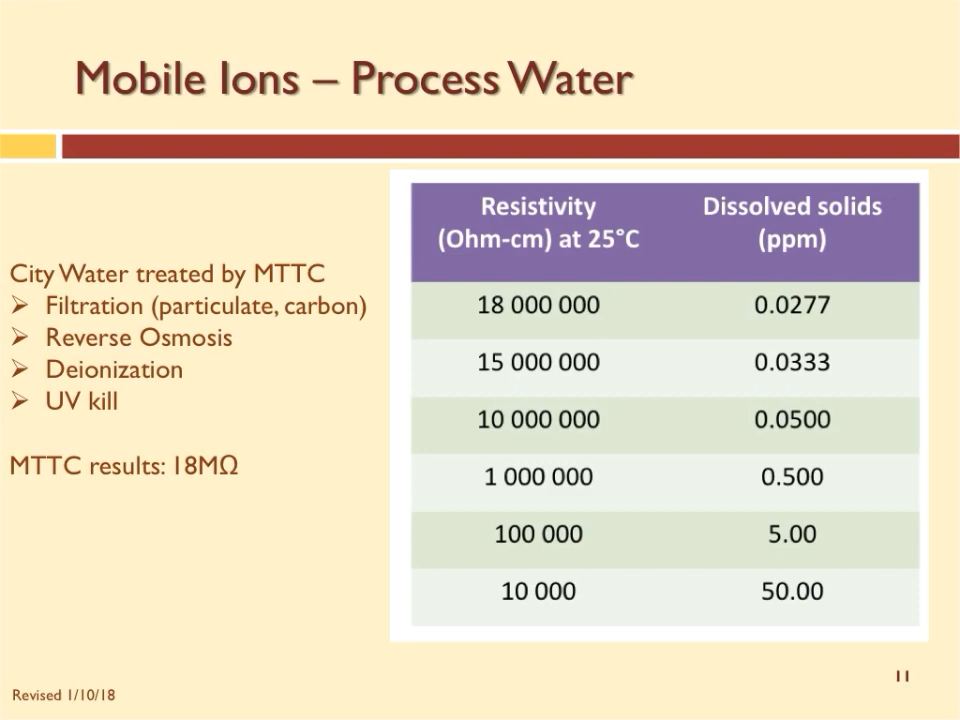 Mobile Ions – Process Water
City Water treated by MTTC
➢ Filtration (particulate, carbon)
➢ Reverse Osmosis
➢ Deionization
➢ UV kill
MTTC results: 18MΩ
Resistivity (Ohm-cm) at 25°C Dissolved solids (ppm)
18 000 000 0.0277
15 000 000 0.0333
10 000 000 0.0500
1 000 000 0.500
100 000 5.00
10 000 50.00
11
Revised 1/10/18